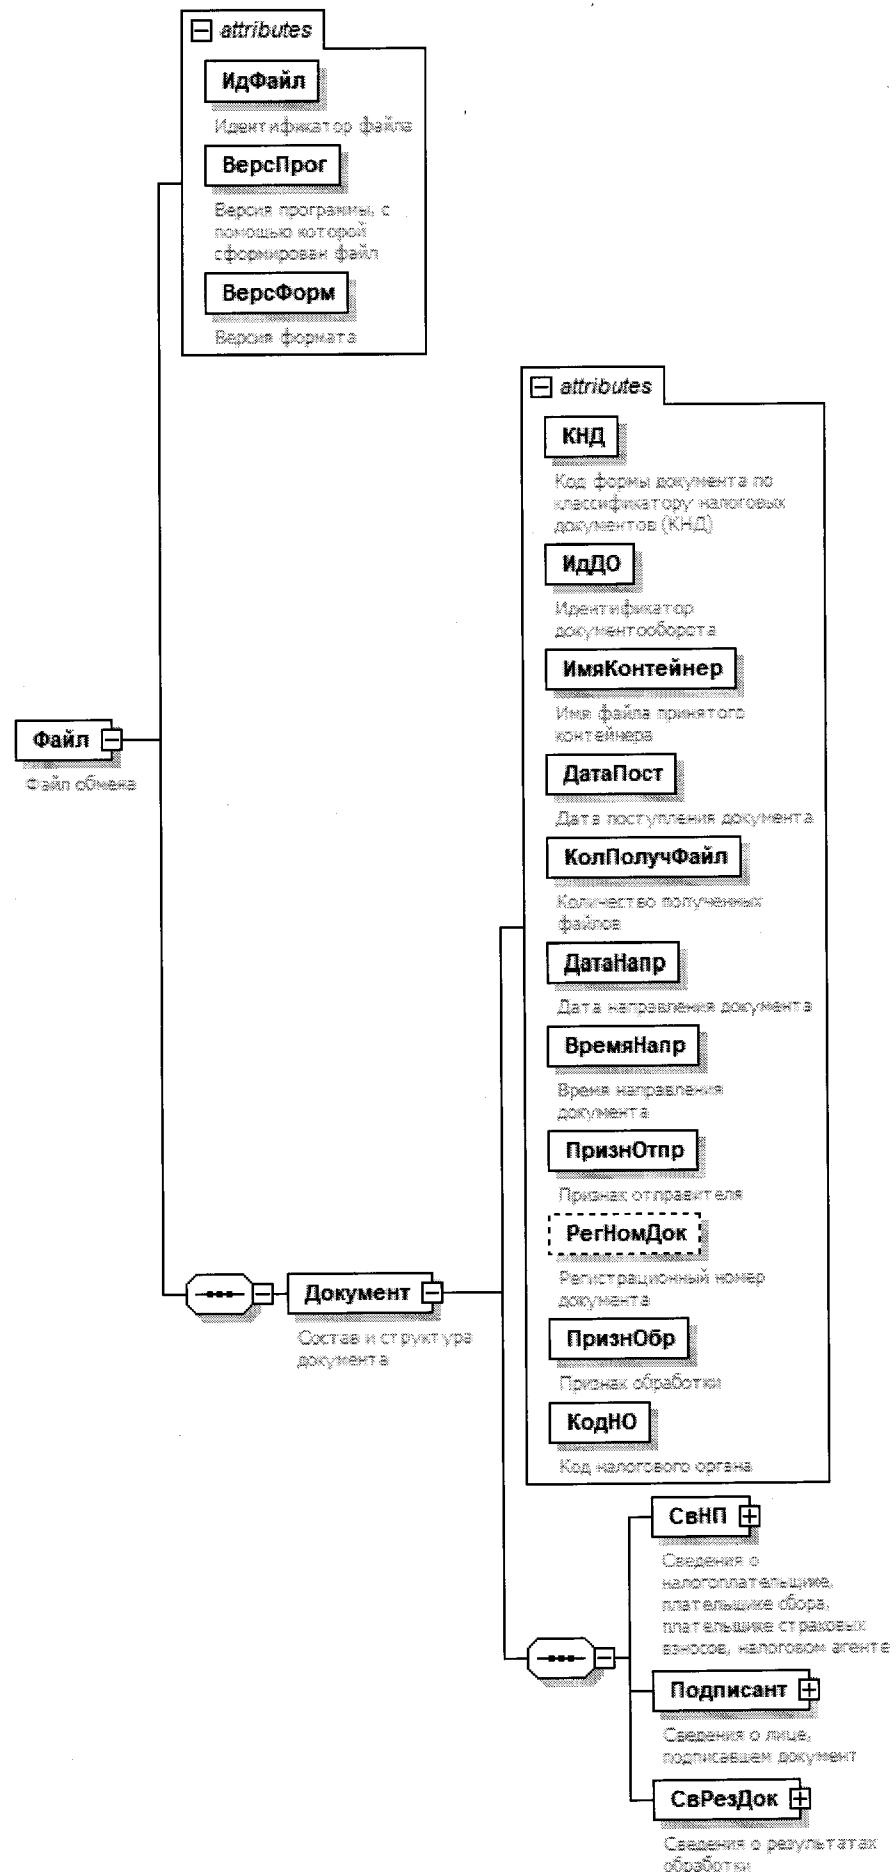 attributes
ИдФайл
Идентификатор файла
ВерсПрог
Версия программы, с
помощью которой
сформирован файл
ВерсФорм
Версия формата
attributes
КНД
Код формы документа по
классификатору налоговых
документов (КНД)
ИдДО
Идентификатор
документооборота
ИмяКонтейнер
Имя файла принятого
контейнера
Файл
Файл обмена
ДатаПост
Дата поступления документа
КолПолучФайл
Количество полученных
файлов
ДатаНапр
Дата направления документа
ВремяНапр
Время направления
документа
ПризнОтпр
Признак отправителя
РегНомДок
Регистрационный номер
документа
Документ
Состав и структура
документа
ПризнОбр
Признак обработки
КодНО
Код налогового органа
СвНП
Сведения о
налогоплательщике,
плательщике сбора,
плательщике страховых
взносов, налоговом агенте
Подписант
Сведения о лице,
подписавшем документ
СвРезДок
Сведения о результатах
обработки